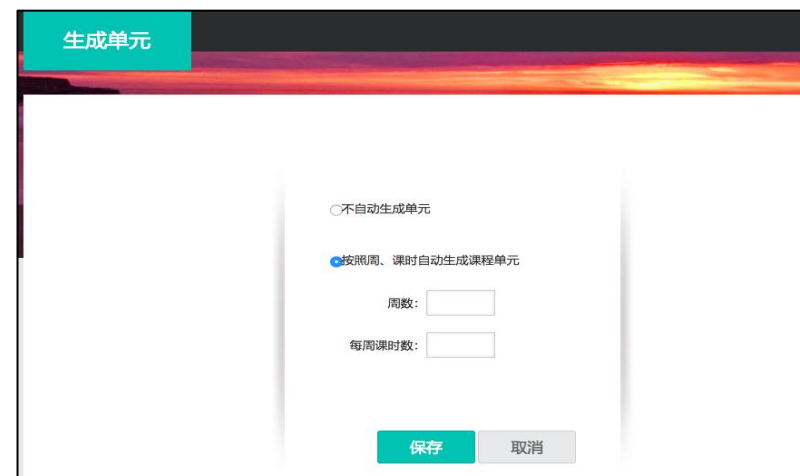 生成单元
不自动生成单元
按照周、课时自动生成课程单元
周数：
每周课时数：
保存 取消